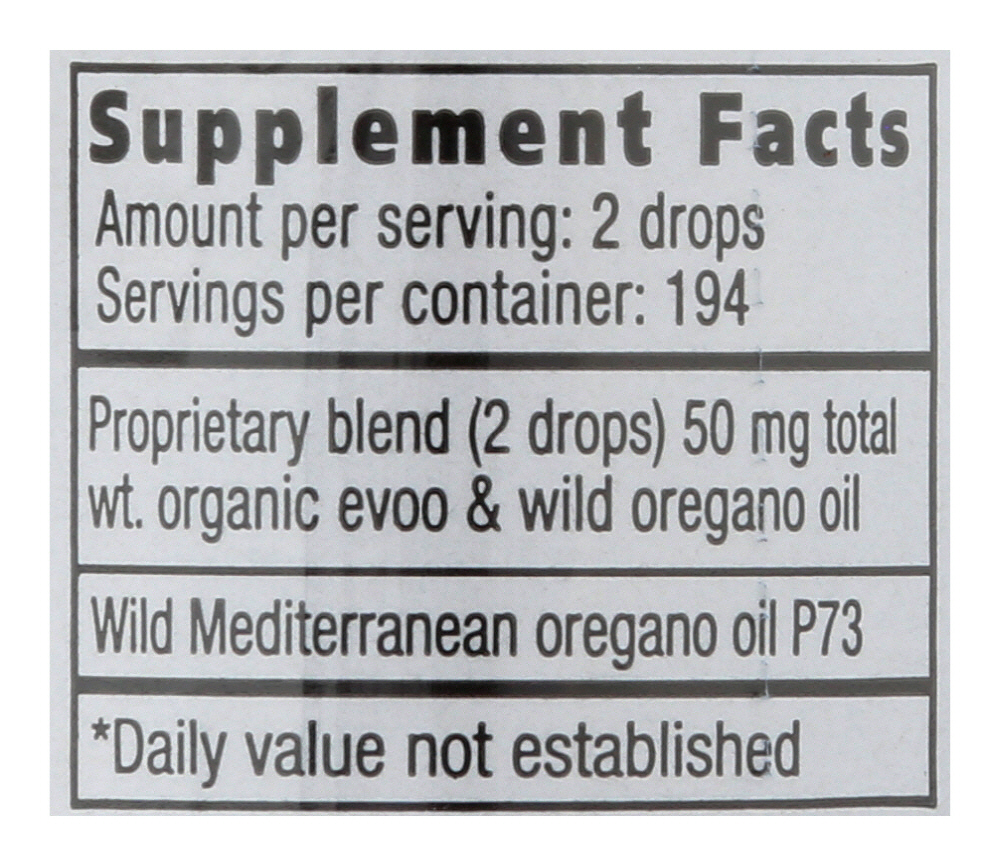 Supplement Facts
Amount per serving: 2 drops
Servings per container: 194
Proprietary blend (2 drops) 50 mg total
wt. organic evoo & wild oregano oil
Wild Mediterranean oregano oil P73
*Daily value not established